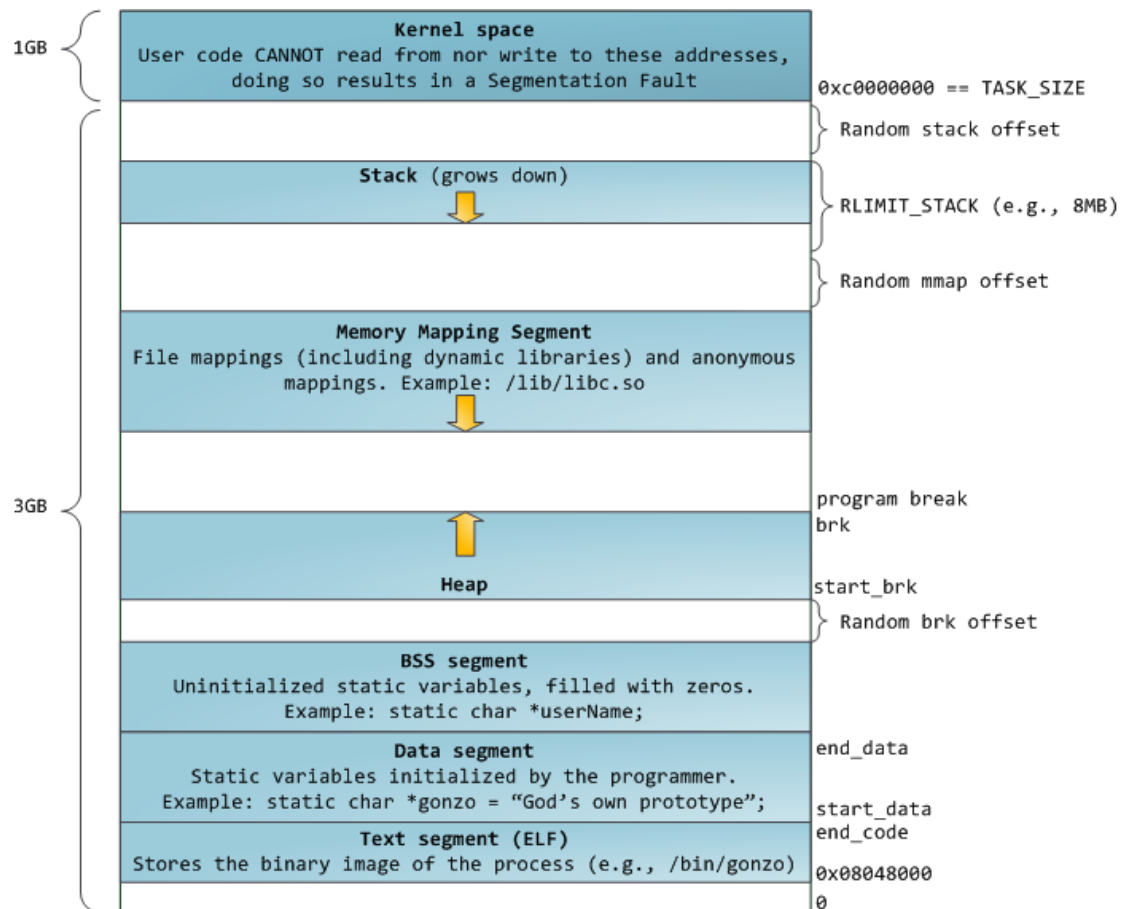 Kernel space
1GB
User code CANNOT read from nor write to these addresses,
doing so results in a Segmentation Fault
0xc0000000 == TASK_SIZE
Random stack offset
Stack (grows down)
RLIMIT_STACK (e.g., 8MB)
Random mmap offset
Memory Mapping Segment
File mappings (including dynamic libraries) and anonymous
mappings. Example: /lib/libc.so
3GB
program break
brk
Heap
start_brk
Random brk offset
BSS segment
Uninitialized static variables, filled with zeros.
Example: static char *userName;
Data segment
end_data
Static variables initialized by the programmer.
Example: static char *gonzo = “God’s own prototype”;
start_data
end_code
Text segment (ELF)
Stores the binary image of the process (e.g., /bin/gonzo)
0x08048000
0